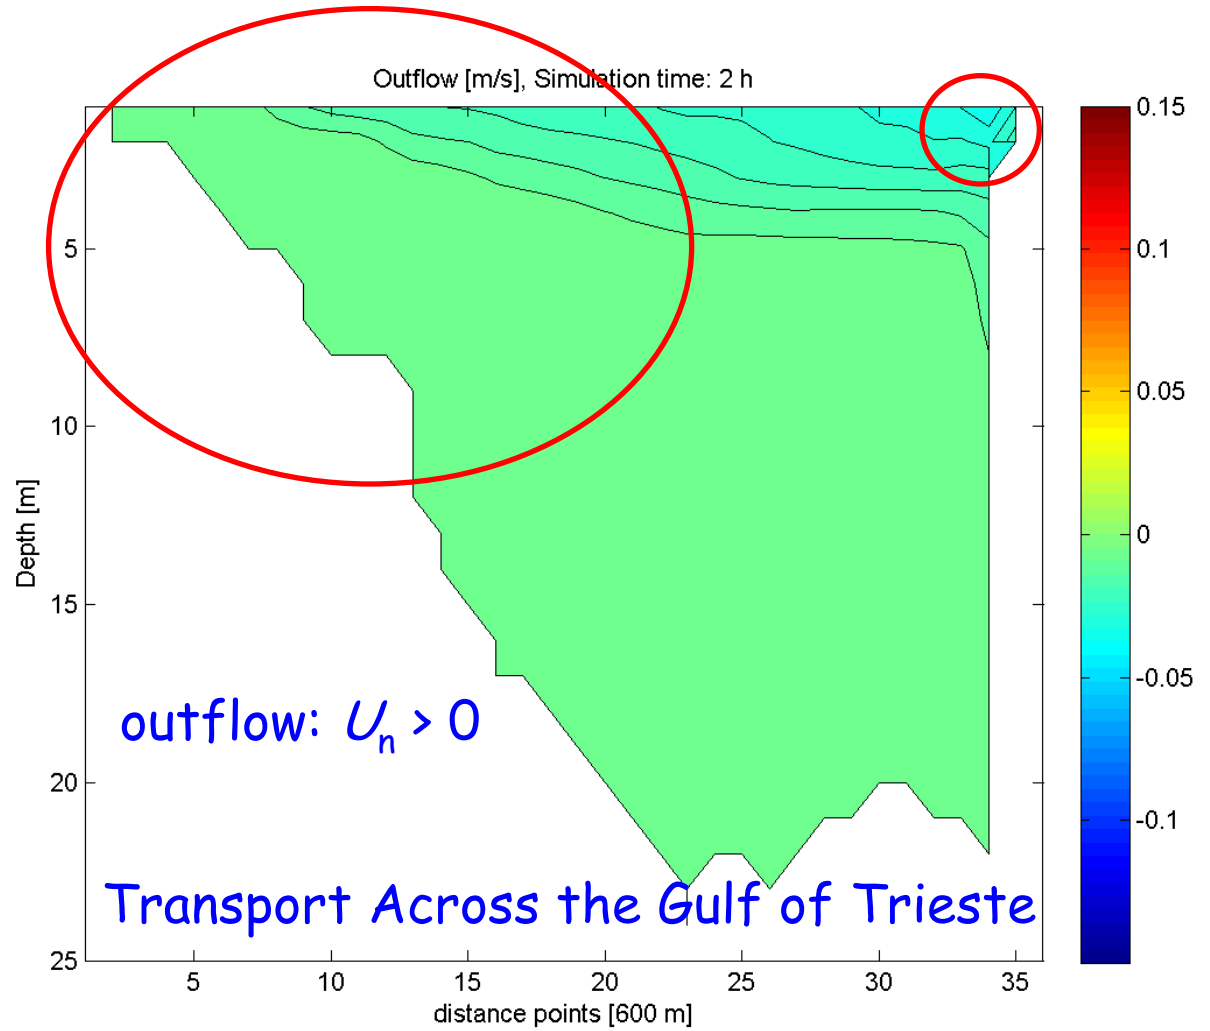 Outflow [m/s], Simulation time: 2 h
0.15
0.1
0.05
0
-0.05
-0.1
Depth [m]
5
10
15
20
25
outflow: Un > 0
Transport Across the Gulf of Trieste
5 10 15 20 25 30 35
distance points [600 m]